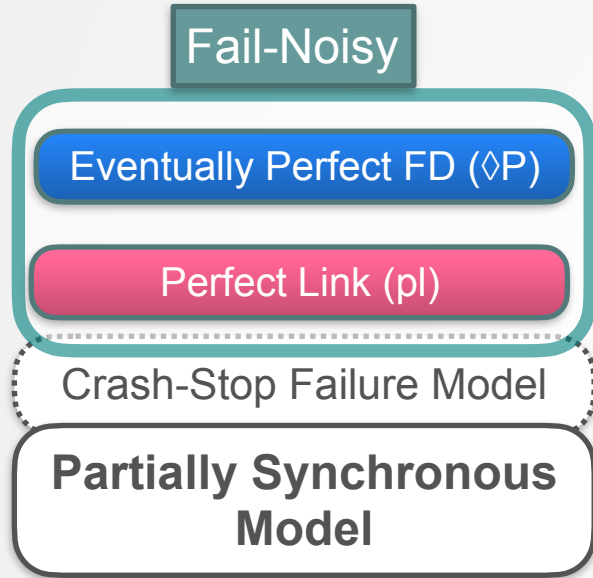 Fail-Noisy
Eventually Perfect FD (◊P)
Perfect Link (pl)
Crash-Stop Failure Model
Partially Synchronous
Model